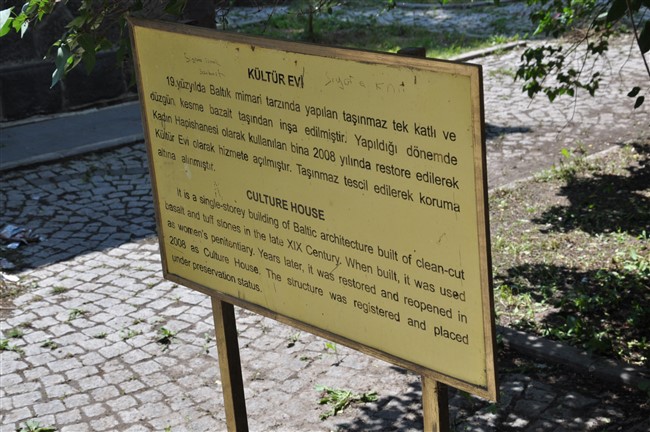 KÜLTÜR EVİ
19.yüzyılda Baltık mimari tarzında yapılan taşınmaz tek katlı ve
düzgün kesme bazalt taşından inşa edilmiştir. Yapıldığı dönemde
Kadın Hapishanesi olarak kullanılan bina 2008 yılında restore edilerek
Kültür Evi olarak hizmete açılmıştır. Taşınmaz tescil edilerek koruma
altına alınmıştır.
CULTURE HOUSE
It is a single-storey building of Baltic architecture built of clean-cut
basalt and tuff stones in the late XIX Century. When built, it was used
as women's penitentiary. Years later, it was restored and reopened in
2008 as Culture House. The structure was registered and placed
under preservation status.